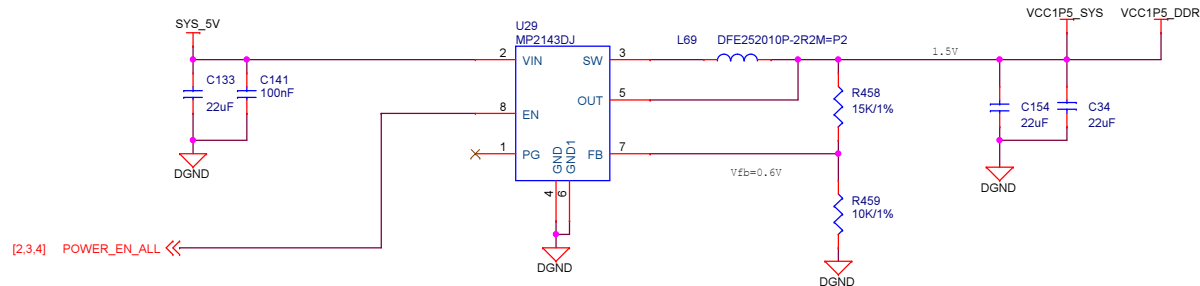 SYS_5V
U29
MP2143DJ
L69 DFE252010P-2R2M=P2
VCC1P5_SYS VCC1P5_DDR
2 VIN SW 3
1.5V
C133 C141
100nF
22uF
OUT 5
R458
15K/1%
8 EN
C154 C34
22uF 22uF
1 PG FB 7
GND GND1
4 6
Vfb=0.6V
DGND
DGND
R459
10K/1%
[2,3,4] POWER_EN_ALL
DGND
DGND